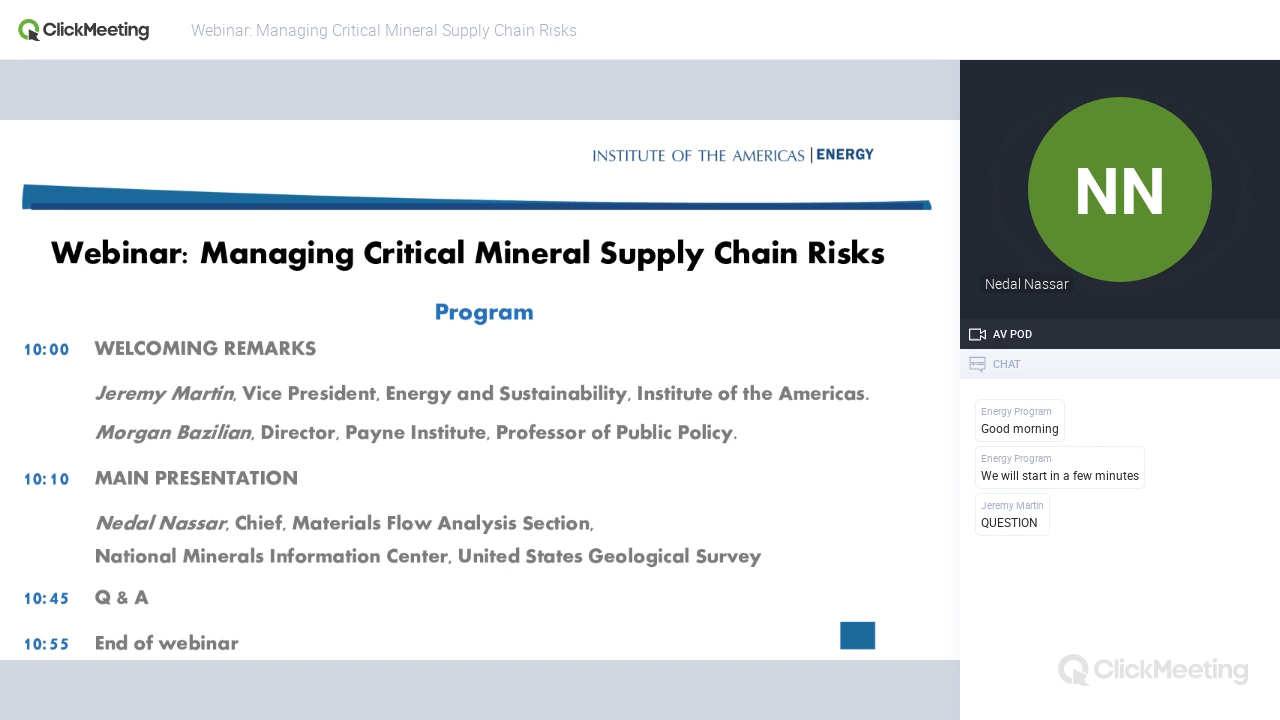 ClickMeeting
Webinar: Managing Critical Mineral Supply Chain Risks
INSTITUTE OF THE AMERICAS | ENERGY
Webinar: Managing Critical Mineral Supply Chain Risks
Program
10:00 WELCOMING REMARKS
Jeremy Martin, Vice President, Energy and Sustainability, Institute of the Americas.
Morgan Bazilian, Director, Payne Institute, Professor of Public Policy.
10:10 MAIN PRESENTATION
Nedal Nassar, Chief, Materials Flow Analysis Section,
National Minerals Information Center, United States Geological Survey
10:45 Q & A
10:55 End of webinar
NN
Nedal Nassar
AV POD
CHAT
Energy Program
Good morning
Energy Program
We will start in a few minutes
Jeremy Martin
QUESTION
ClickMeeting